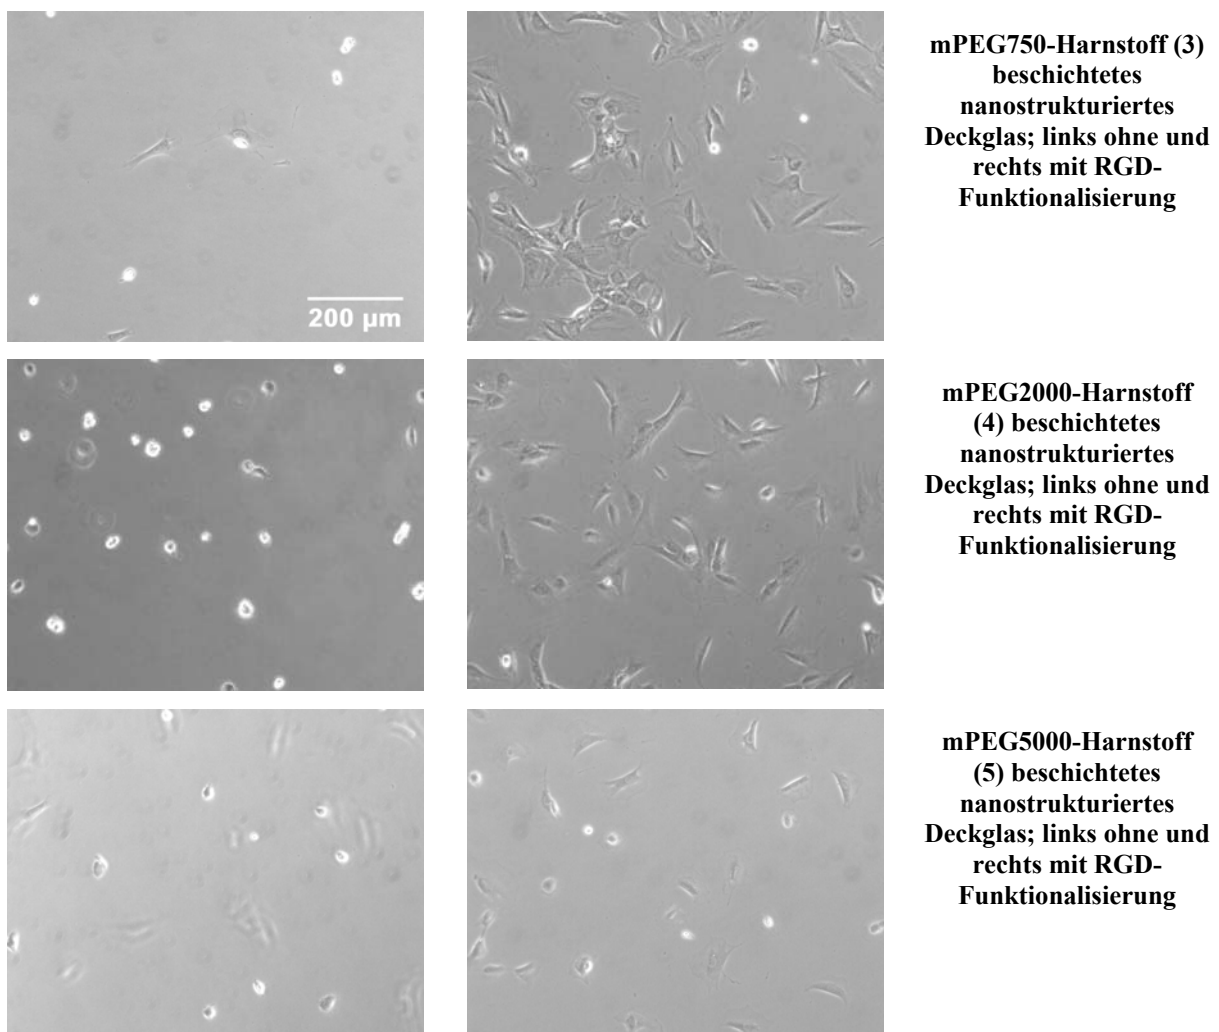 mPEG750-Harnstoff (3)
beschichtetes
nanostrukturiertes
Deckglas; links ohne und
rechts mit RGD-
Funktionalisierung
200 µm
mPEG2000-Harnstoff
(4) beschichtetes
nanostrukturiertes
Deckglas; links ohne und
rechts mit RGD-
Funktionalisierung
mPEG5000-Harnstoff
(5) beschichtetes
nanostrukturiertes
Deckglas; links ohne und
rechts mit RGD-
Funktionalisierung